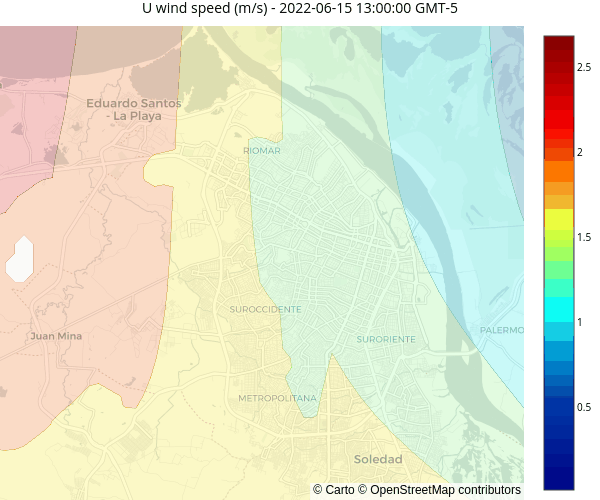 U wind speed (m/s) - 2022-06-15 13:00:00 GMT-5
2.5
Eduardo Santos
- La Playa
RIOMAR
2
1.5
SUROCCIDENTE
1
PALERMO
Juan Mina
SURORIENTE
METROPOLITANA
0.5
Soledad
© Carto © OpenStreetMap contributors